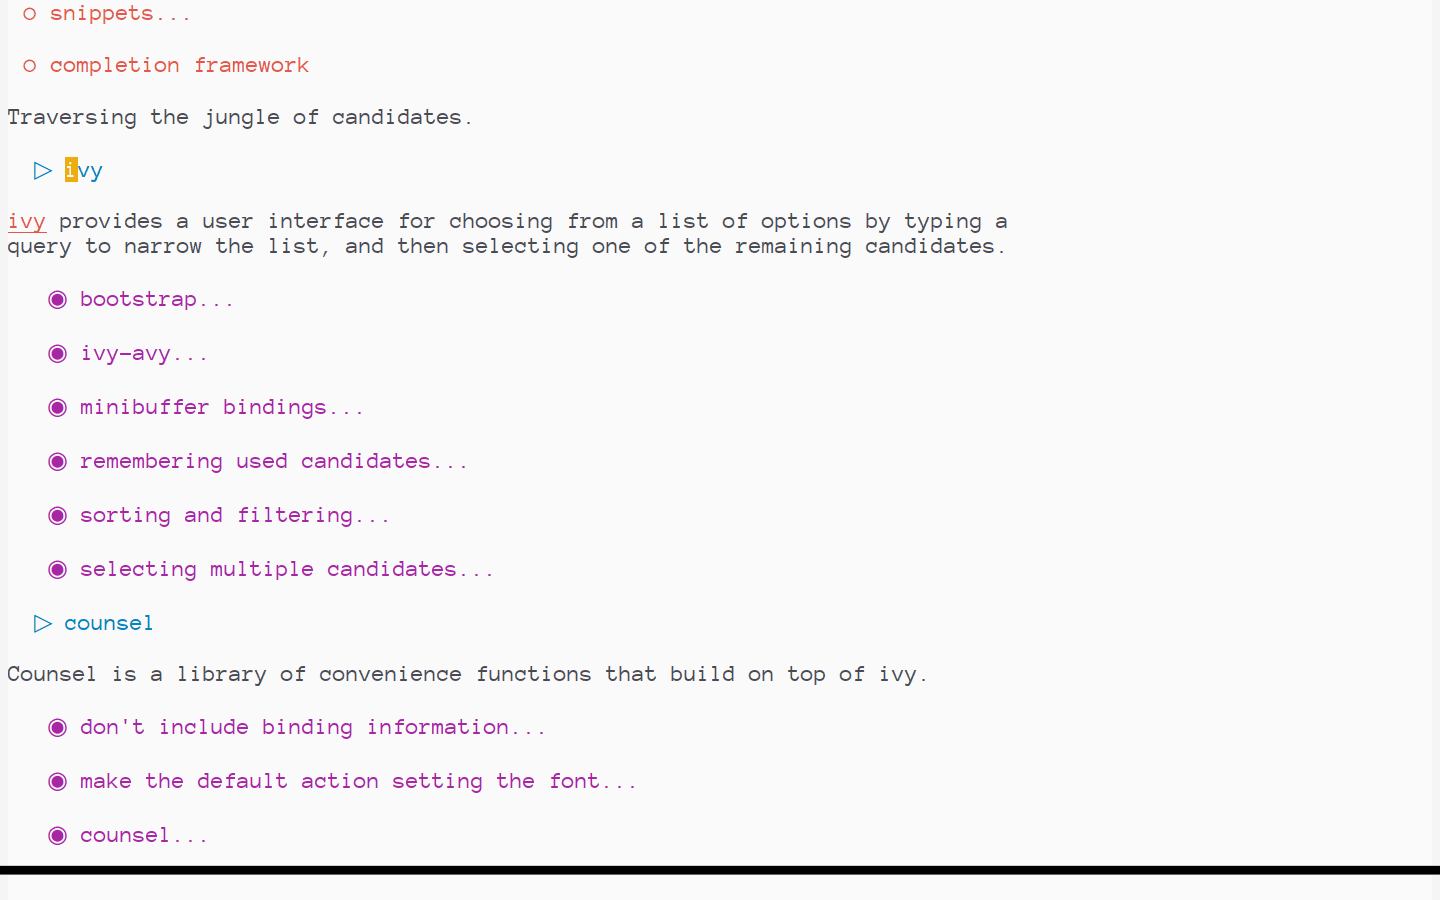 ○ snippets...
○ completion framework
Traversing the jungle of candidates.
▷ ivy
ivy provides a user interface for choosing from a list of options by typing a
query to narrow the list, and then selecting one of the remaining candidates.
◉ bootstrap...
◉ ivy-avy...
◉ minibuffer bindings...
◉ remembering used candidates...
◉ sorting and filtering...
◉ selecting multiple candidates...
▷ counsel
Counsel is a library of convenience functions that build on top of ivy.
◉ don't include binding information...
◉ make the default action setting the font...
◉ counsel...